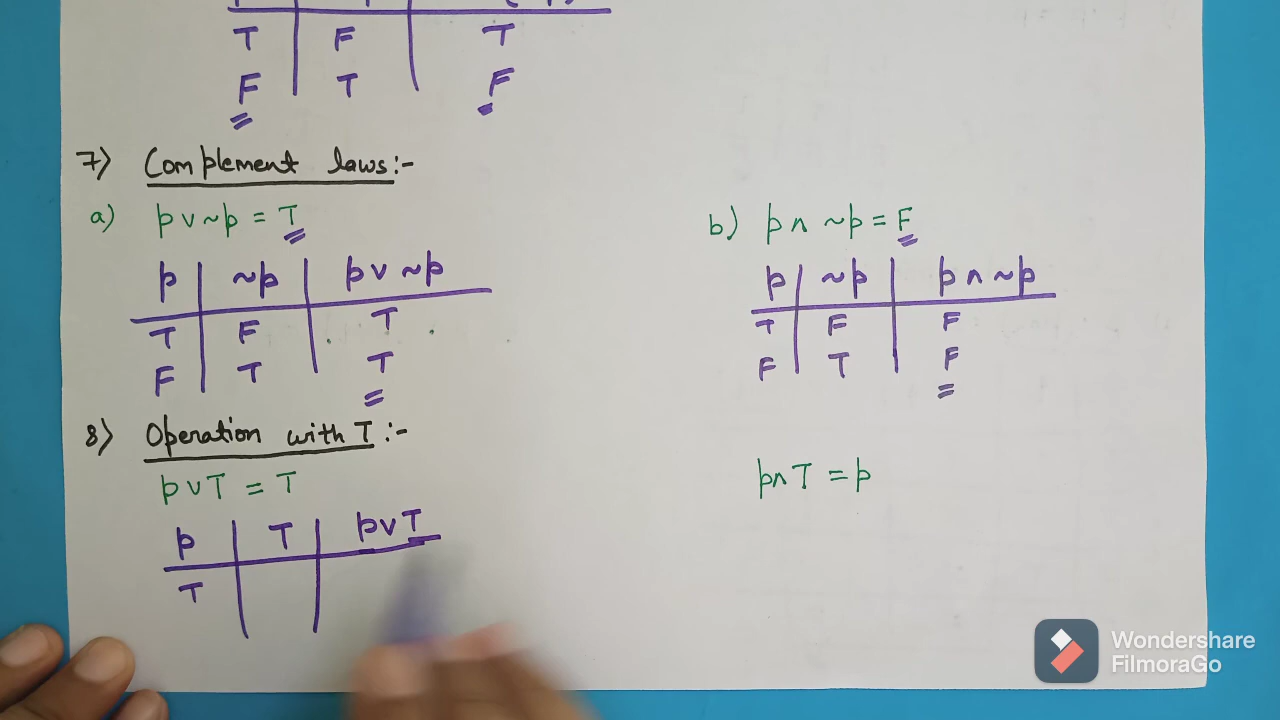 T F T
F T F
7) Complement laws:-
a) p ∨ ~p = T
b) p ∧ ~p = F
p ~p p ∨ ~p
T F T
F T T
p ~p p ∧ ~p
T F F
F T F
8) Operation with T:-
p ∨ T = T
p ∧ T = p
p T p ∨ T
T
Wondershare
FilmoraGo